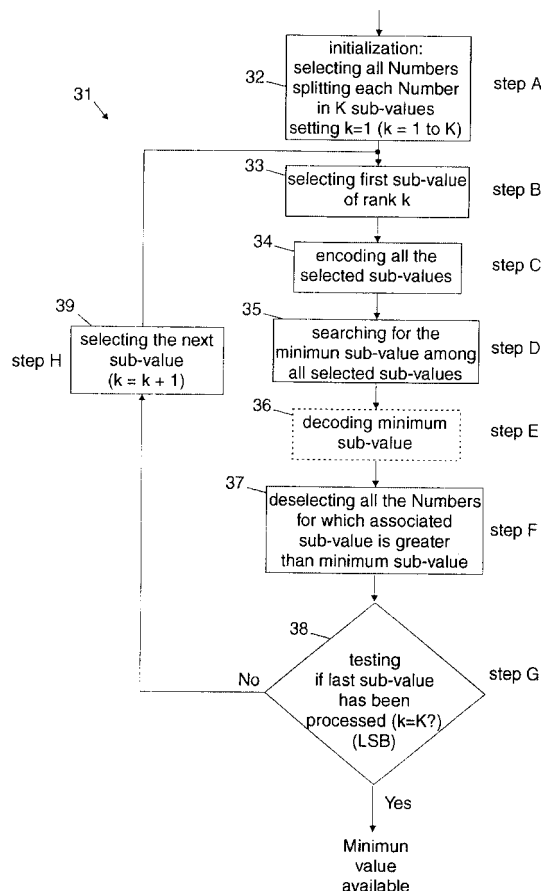 initialization:
selecting all Numbers
splitting each Number
in K sub-values
setting k=1 (k = 1 to K)
32
step A
31
33
selecting first sub-value
of rank k
step B
34
encoding all the
selected sub-values
step C
35
searching for the
minimun sub-value among
all selected sub-values
step D
39
selecting the next
sub-value
(k = k + 1)
step H
36
decoding minimum
sub-value
step E
37
deselecting all the Numbers
for which associated
sub-value is greater
than minimum sub-value
step F
38
testing
if last sub-value
has been
processed (k=K?)
(LSB)
step G
No
Yes
Minimun
value
available